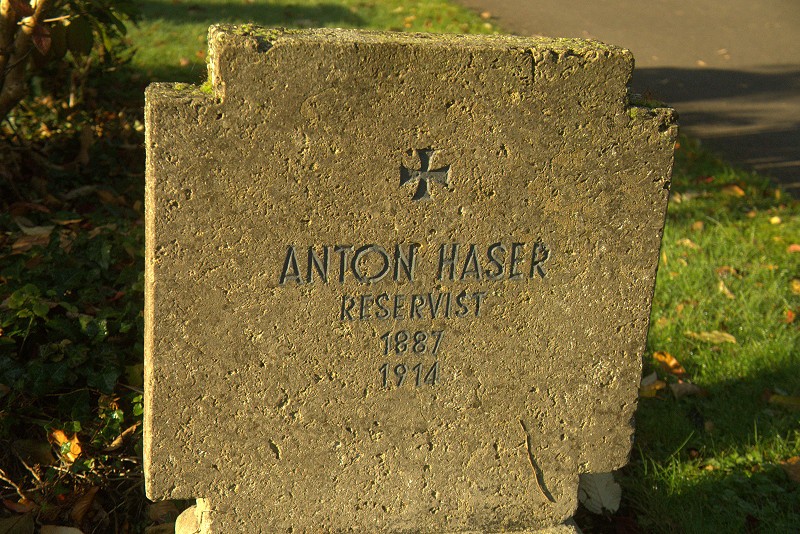 ANTON HASER
RESERVIST
1887
1914